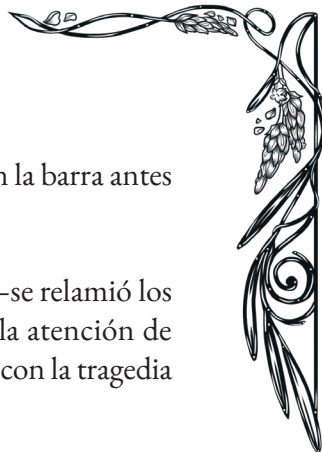 la barra antes
se relamió los
la atención de
con la tragedia